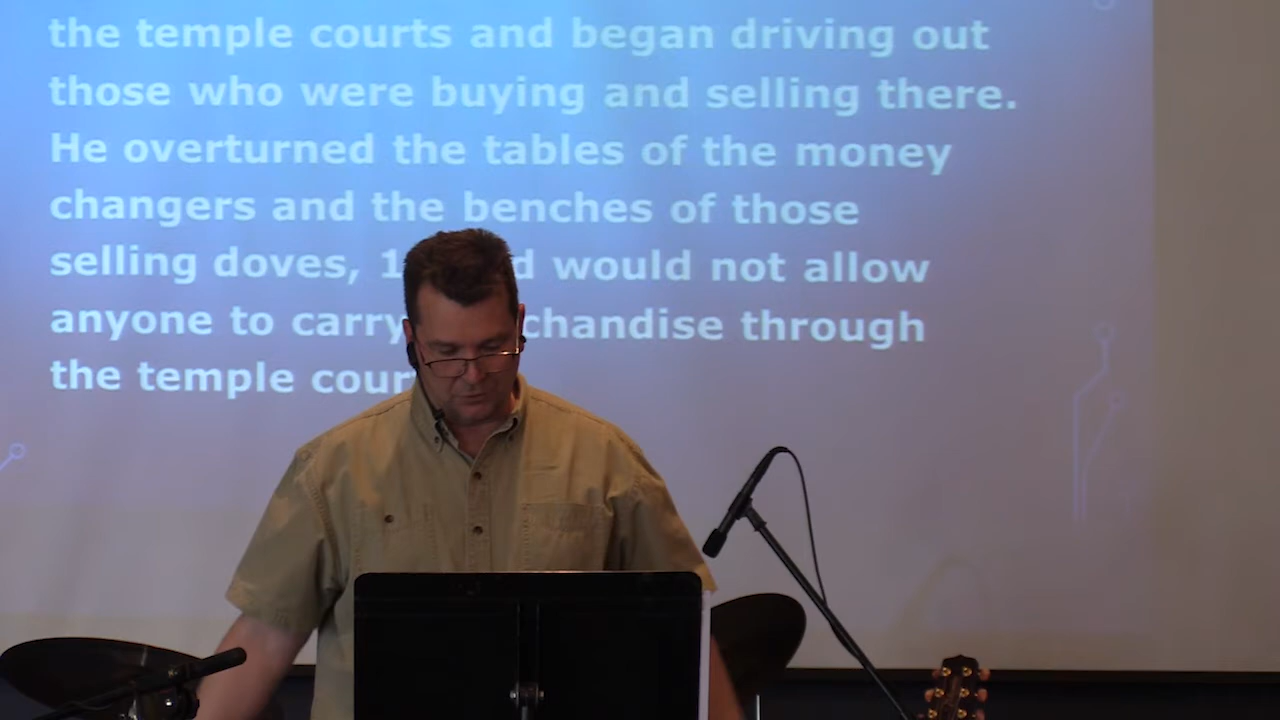 the temple courts and began driving out
those who were buying and selling there.
He overturned the tables of the money
changers and the benches of those
selling doves, would not allow
anyone to carry through
the temple